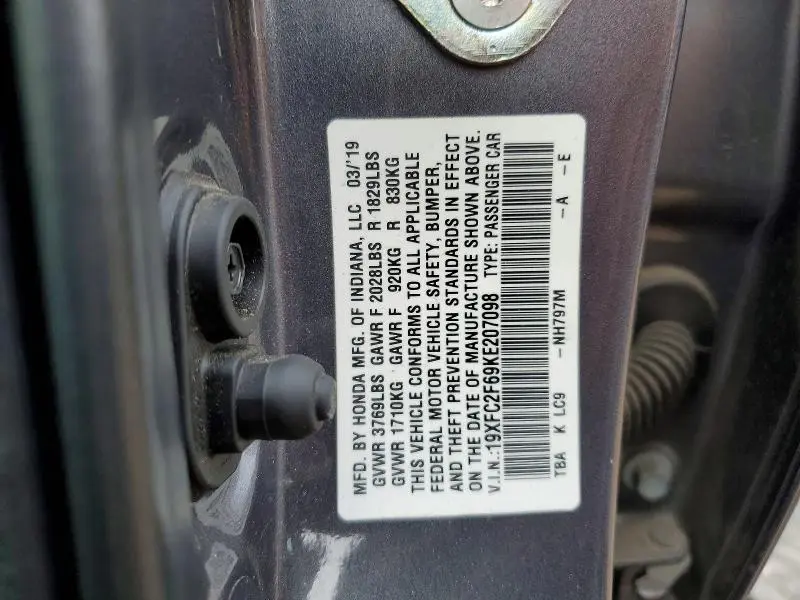 MFD. BY HONDA MFG. OF INDIANA, LLC 03/'19
GVWR 3769LBS GAWR F 2028LBS R 1829LBS
GVWR 1710KG GAWR F 920KG R 830KG
THIS VEHICLE CONFORMS TO ALL APPLICABLE
FEDERAL MOTOR VEHICLE SAFETY, BUMPER,
AND THEFT PREVENTION STANDARDS IN EFFECT
ON THE DATE OF MANUFACTURE SHOWN ABOVE.
V.I.N.:19XFC2F69KE207098 TYPE: PASSENGER CAR
TBA K LC9 -NH797M -A -E